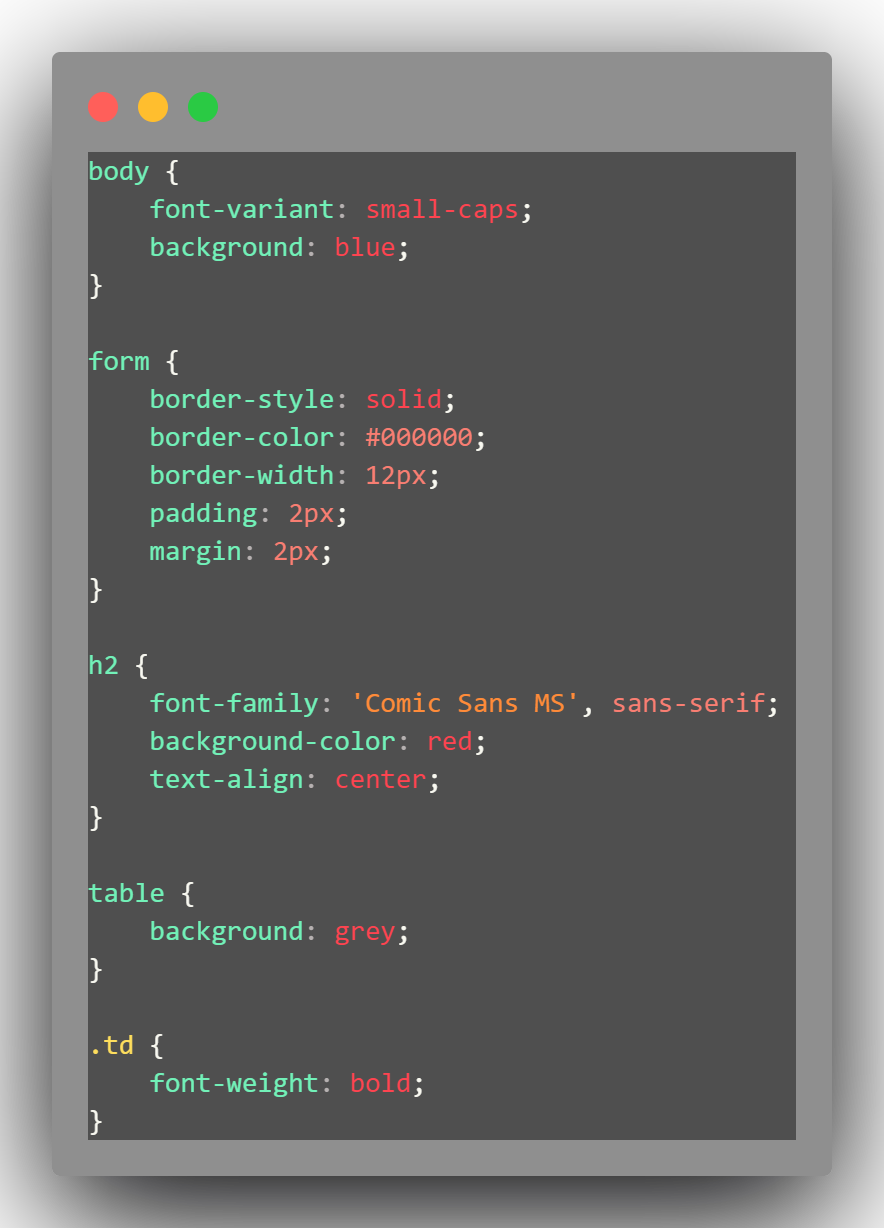 body {
    font-variant: small-caps;
    background: blue;
}

form {
    border-style: solid;
    border-color: #000000;
    border-width: 12px;
    padding: 2px;
    margin: 2px;
}

h2 {
    font-family: 'Comic Sans MS', sans-serif;
    background-color: red;
    text-align: center;
}

table {
    background: grey;
}

.td {
    font-weight: bold;
}